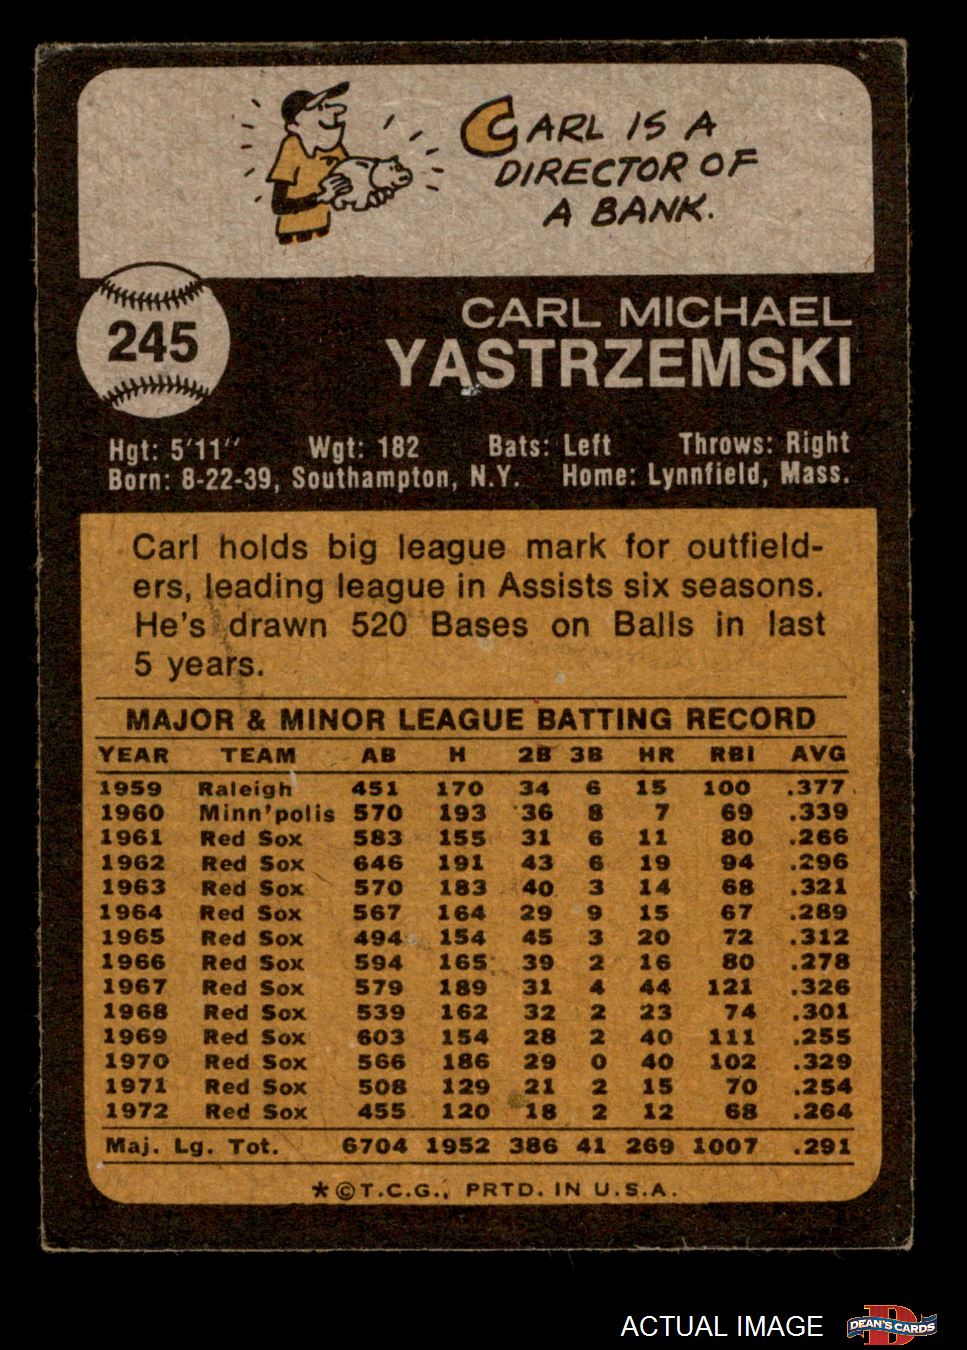 CARL IS A
DIRECTOR OF
A BANK.
245
CARL MICHAEL
YASTRZEMSKI
Hgt: 5'11" Wgt: 182 Bats: Left Throws: Right
Born: 8-22-39, Southampton, N.Y. Home: Lynnfield, Mass.
Carl holds big league mark for outfield-
ers, leading league in Assists six seasons.
He's drawn 520 Bases on Balls in last
5 years.
MAJOR & MINOR LEAGUE BATTING RECORD
YEAR TEAM AB H 2B 3B HR RBI AVG
1959 Raleigh 451 170 34 6 15 100 .377
1960 Minn'polis 570 193 36 8 7 69 .339
1961 Red Sox 583 155 31 6 11 80 .266
1962 Red Sox 646 191 43 6 19 94 .296
1963 Red Sox 570 183 40 3 14 68 .321
1964 Red Sox 567 164 29 9 15 67 .289
1965 Red Sox 494 154 45 3 20 72 .312
1966 Red Sox 594 165 39 2 16 80 .278
1967 Red Sox 579 189 31 4 44 121 .326
1968 Red Sox 539 162 32 2 23 74 .301
1969 Red Sox 603 154 28 2 40 111 .255
1970 Red Sox 566 186 29 0 40 102 .329
1971 Red Sox 508 129 21 2 15 70 .254
1972 Red Sox 455 120 18 2 12 68 .264
Maj. Lg. Tot. 6704 1952 386 41 269 1007 .291
*©T.C.G., PRTD. IN U.S.A.
ACTUAL IMAGE
DEAN'S CARDS